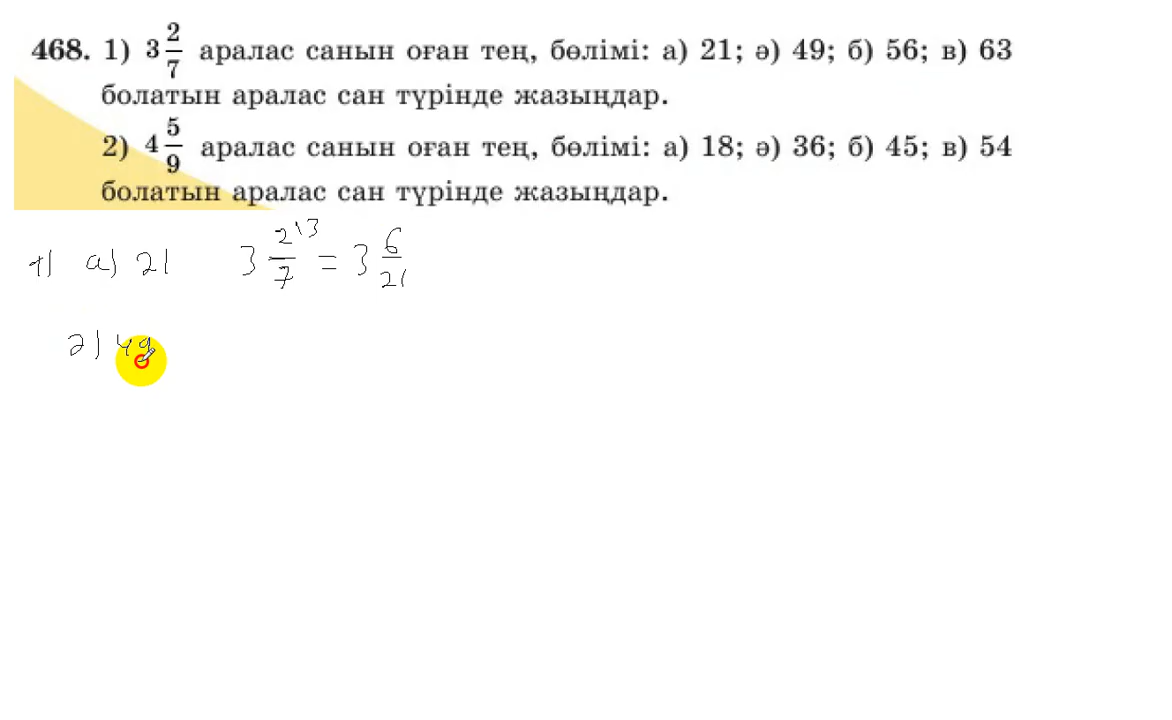 468. 1) 3 2/7 аралас санын оған тең, бөлімі: а) 21; ә) 49; б) 56; в) 63
болатын аралас сан түрінде жазыңдар.
2) 4 5/9 аралас санын оған тең, бөлімі: а) 18; ә) 36; б) 45; в) 54
болатын аралас сан түрінде жазыңдар.
1) а) 21 3 2\3/7 = 3 6/21
ә) 49